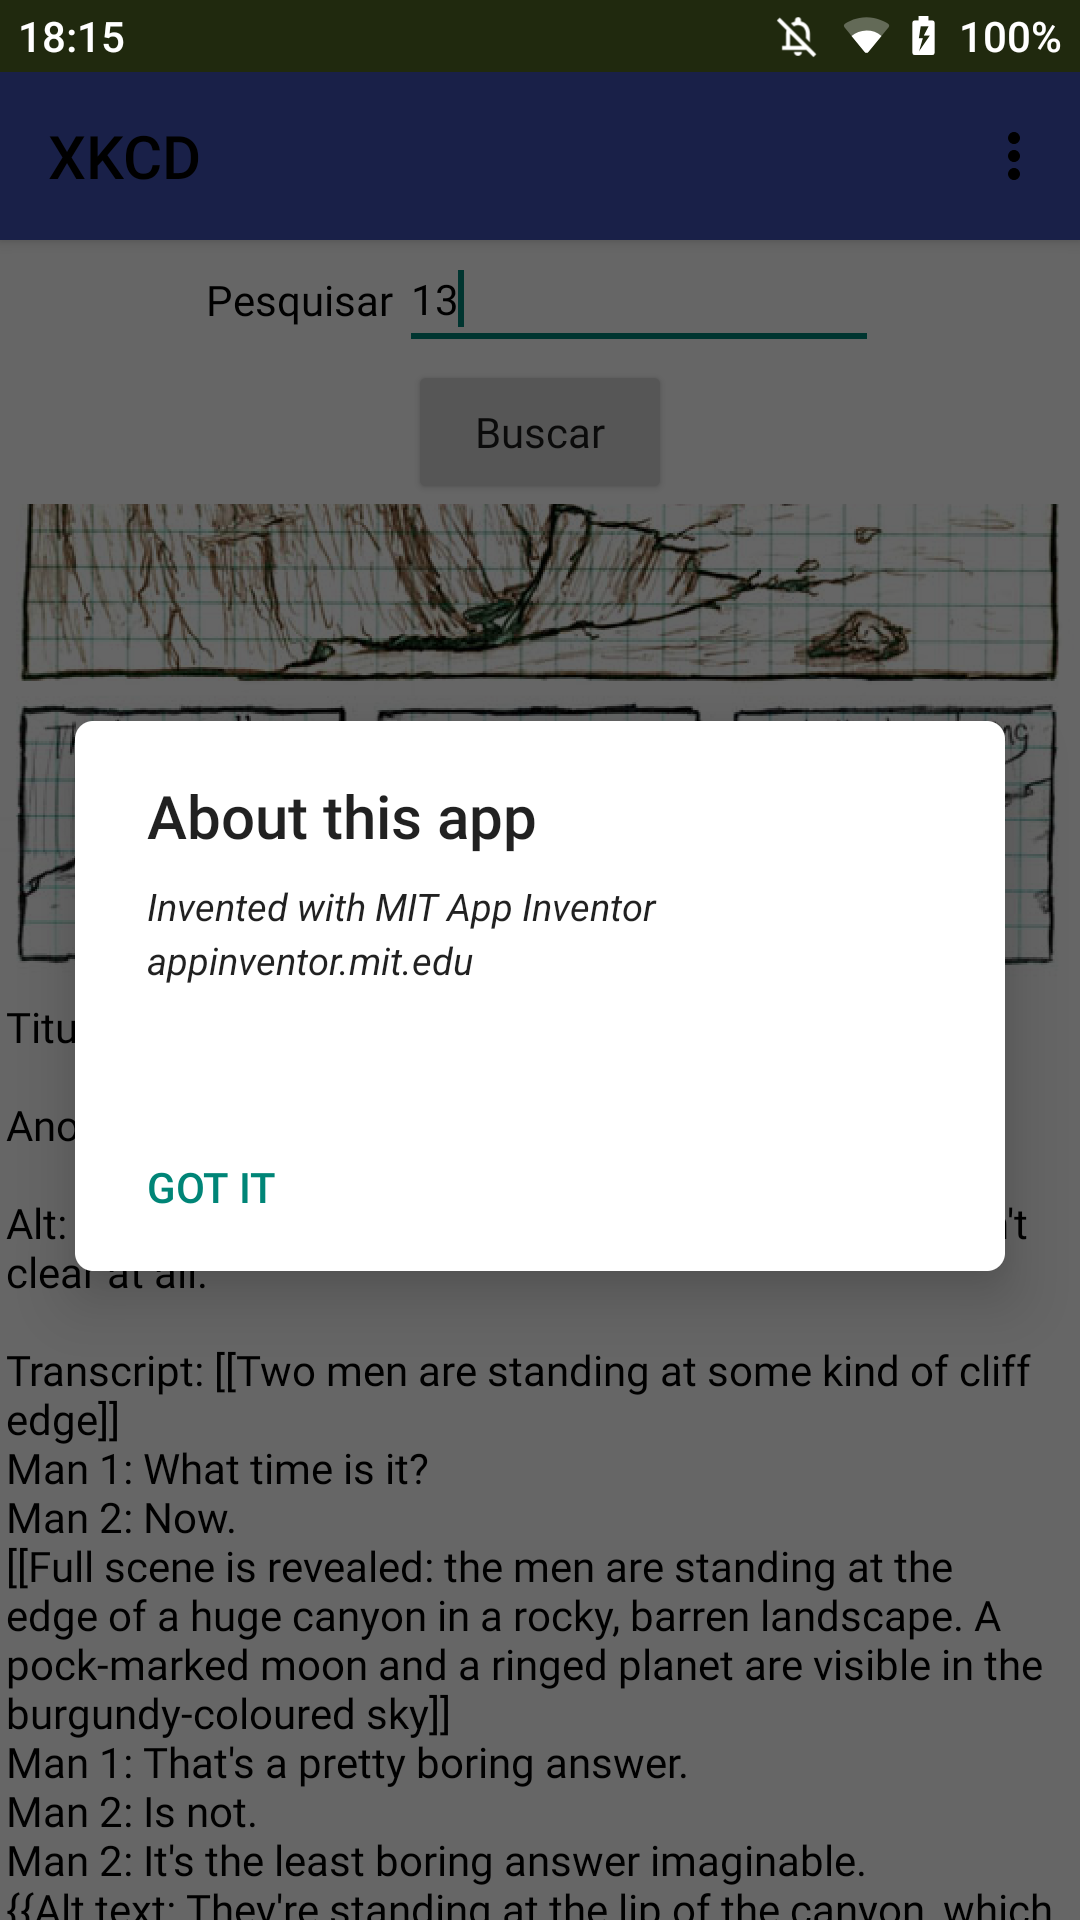 18:15 100%
XKCD
Pesquisar 13
Buscar
About this app
Invented with MIT App Inventor
appinventor.mit.edu
GOT IT
Alt:
clear at all.
Transcript: [[Two men are standing at some kind of cliff
edge]]
Man 1: What time is it?
Man 2: Now.
[[Full scene is revealed: the men are standing at the
edge of a huge canyon in a rocky, barren landscape. A
pock-marked moon and a ringed planet are visible in the
burgundy-coloured sky]]
Man 1: That's a pretty boring answer.
Man 2: Is not.
Man 2: It's the least boring answer imaginable.
{{Alt text: They're standing at the lip of the canyon, which